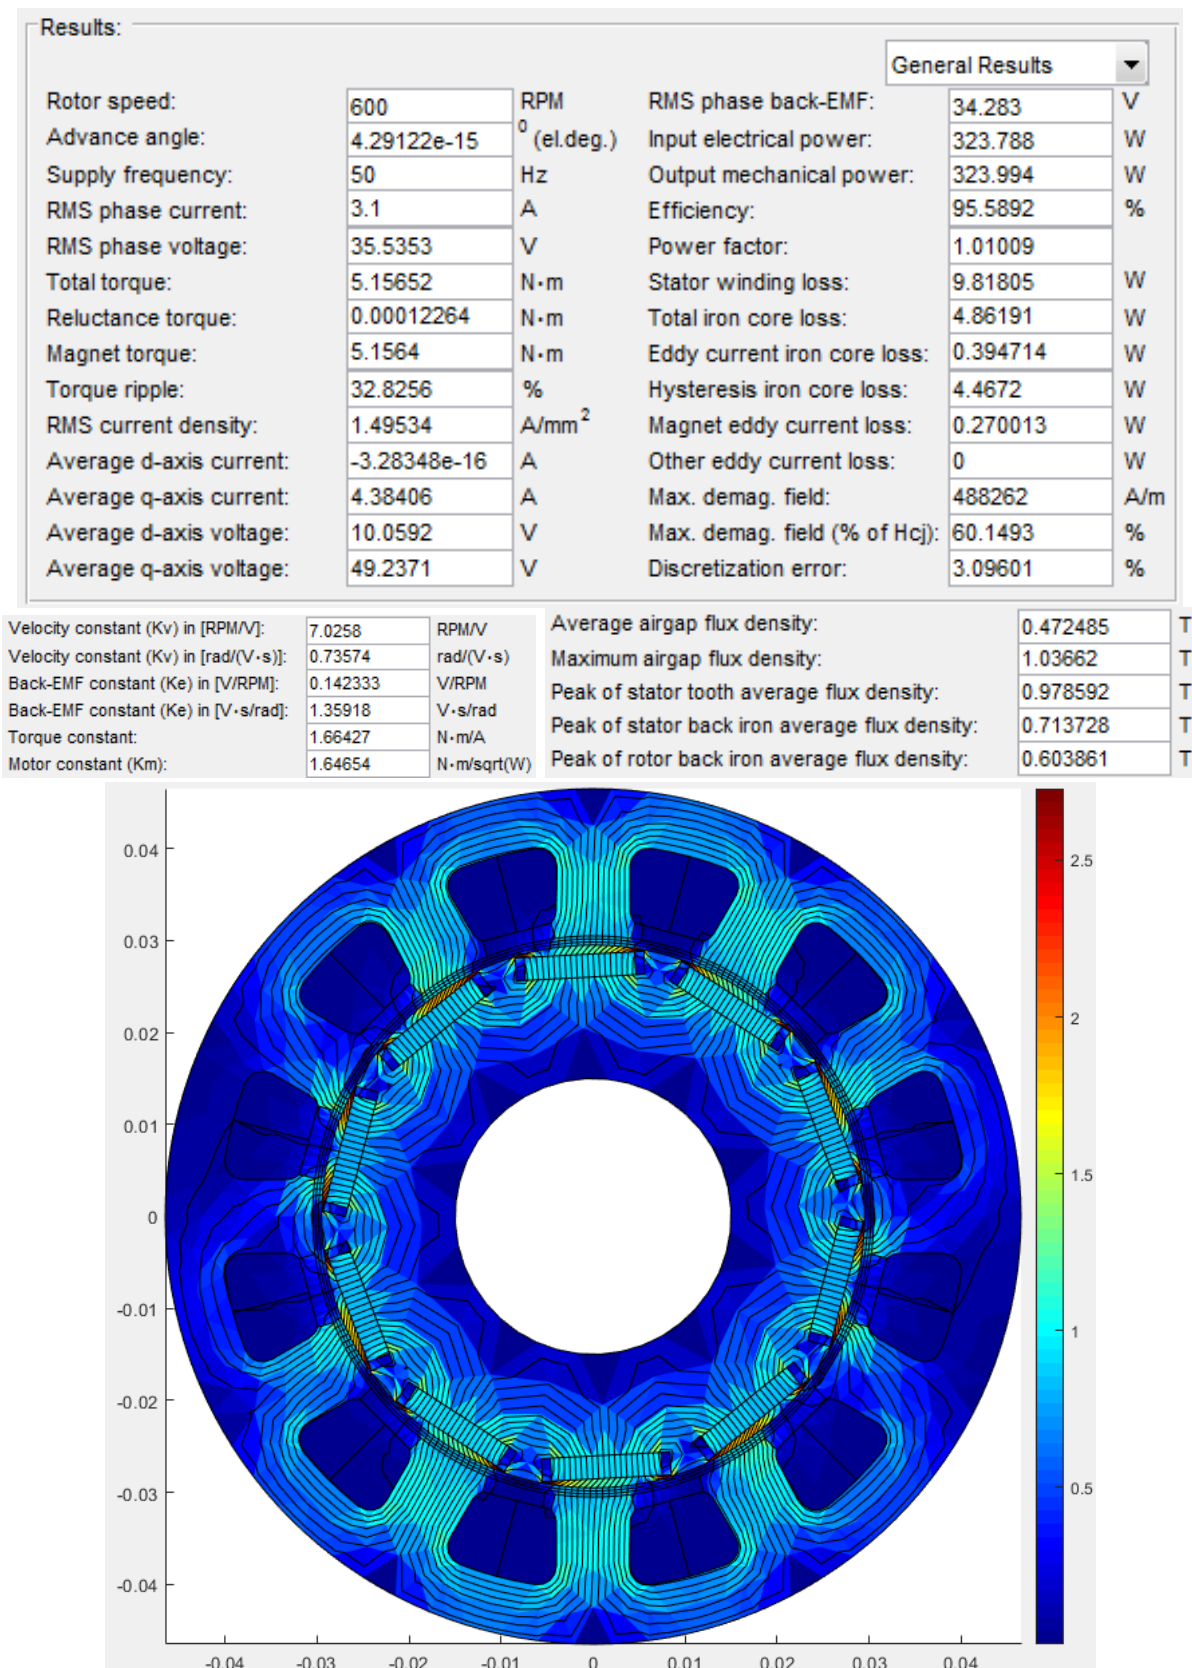 Results:
General Results
Rotor speed: 600 RPM RMS phase back-EMF: 34.283 V
Advance angle: 4.29122e-15 0 (el.deg.) Input electrical power: 323.788 W
Supply frequency: 50 Hz Output mechanical power: 323.994 W
RMS phase current: 3.1 A Efficiency: 95.5892 %
RMS phase voltage: 35.5353 V Power factor: 1.01009
Total torque: 5.15652 N·m Stator winding loss: 9.81805 W
Reluctance torque: 0.00012264 N·m Total iron core loss: 4.86191 W
Magnet torque: 5.1564 N·m Eddy current iron core loss: 0.394714 W
Torque ripple: 32.8256 % Hysteresis iron core loss: 4.4672 W
RMS current density: 1.49534 A/mm2 Magnet eddy current loss: 0.270013 W
Average d-axis current: -3.28348e-16 A Other eddy current loss: 0 W
Average q-axis current: 4.38406 A Max. demag. field: 488262 A/m
Average d-axis voltage: 10.0592 V Max. demag. field (% of Hcj): 60.1493 %
Average q-axis voltage: 49.2371 V Discretization error: 3.09601 %
Velocity constant (Kv) in [RPM/V]: 7.0258 RPM/V
Velocity constant (Kv) in [rad/(V·s)]: 0.73574 rad/(V·s)
Back-EMF constant (Ke) in [V/RPM]: 0.142333 V/RPM
Back-EMF constant (Ke) in [V·s/rad]: 1.35918 V·s/rad
Torque constant: 1.66427 N·m/A
Motor constant (Km): 1.64654 N·m/sqrt(W)
Average airgap flux density: 0.472485 T
Maximum airgap flux density: 1.03662 T
Peak of stator tooth average flux density: 0.978592 T
Peak of stator back iron average flux density: 0.713728 T
Peak of rotor back iron average flux density: 0.603861 T
0.04
0.03
0.02
0.01
0
-0.01
-0.02
-0.03
-0.04
-0.04 -0.03 -0.02 -0.01 0 0.01 0.02 0.03 0.04
2.5
2
1.5
1
0.5